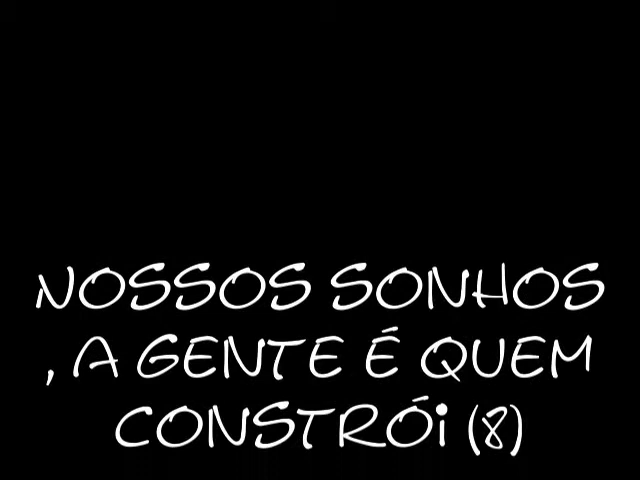 NOSSOS SONHOS
, A GENTE É QUEM
CONSTRÓi (8)